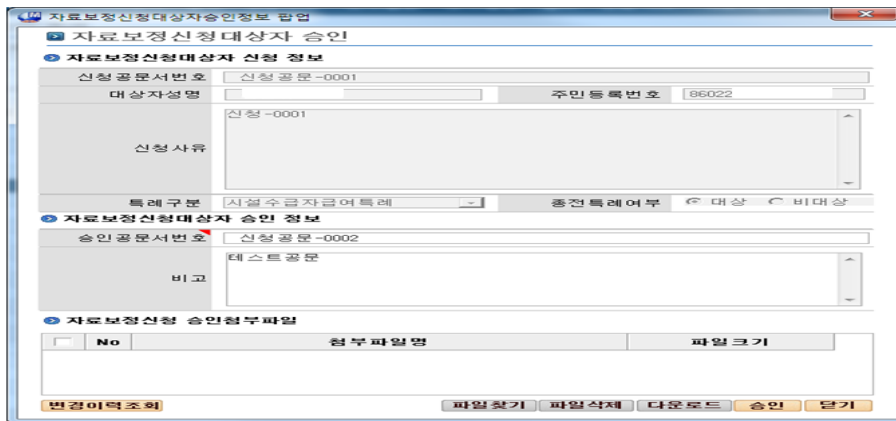 자료보정신청대상자승인정보 팝업
자료보정신청대상자 승인
자료보정신청대상자 신청 정보
신청공문서번호 신청공문-0001
대상자성명 주민등록번호 86022
신청사유 신청-0001
특례구분 시설수급자급여특례 종전특례여부 대상 비대상
자료보정신청대상자 승인 정보
승인공문서번호 신청공문-0002
비고 테스트공문
자료보정신청 승인첨부파일
No 첨부파일명 파일크기
변경이력조회 파일찾기 파일삭제 다운로드 승인 닫기